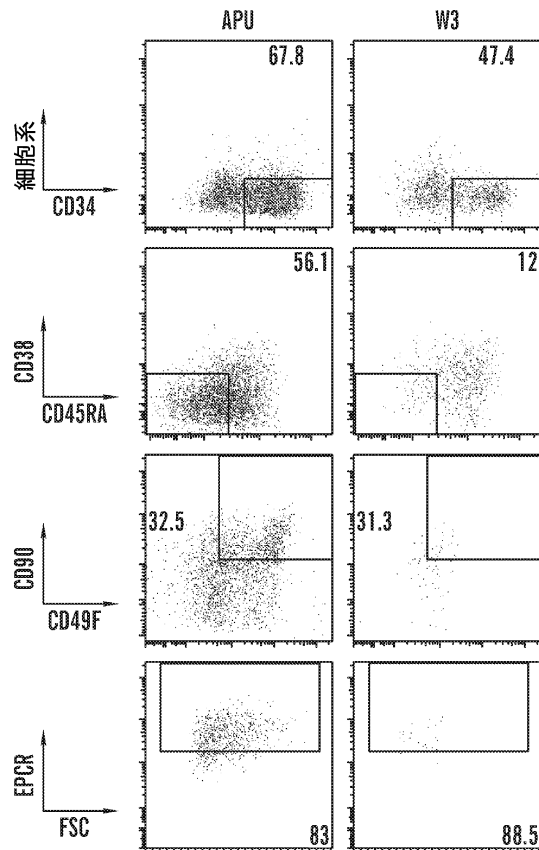 APU
W3
67.8
47.4
細胞系
CD34
56.1
12
CD38
CD45RA
32.5
31.3
CD90
CD49F
EPCR
FSC
83
88.5